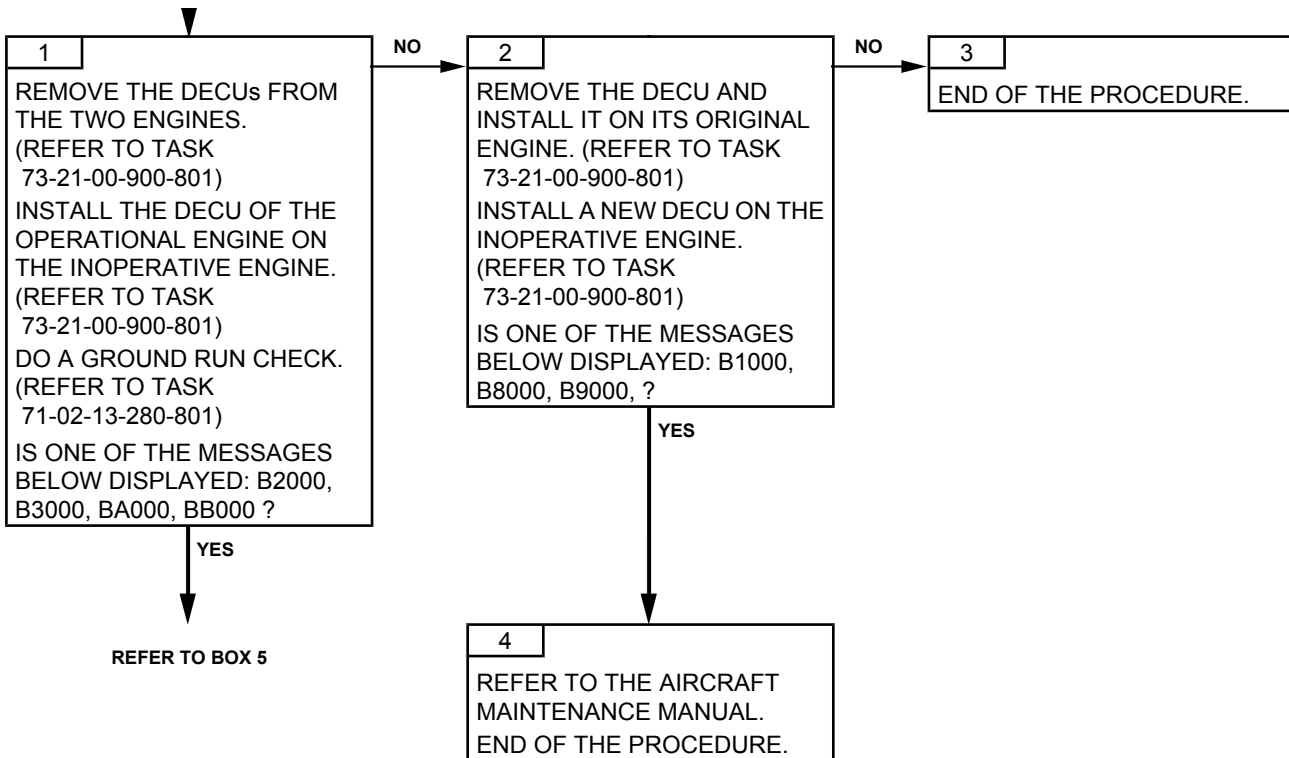 1
REMOVE THE DECUs FROM
THE TWO ENGINES.
(REFER TO TASK
73-21-00-900-801)
INSTALL THE DECU OF THE
OPERATIONAL ENGINE ON
THE INOPERATIVE ENGINE.
(REFER TO TASK
73-21-00-900-801)
DO A GROUND RUN CHECK.
(REFER TO TASK
71-02-13-280-801)
IS ONE OF THE MESSAGES
BELOW DISPLAYED: B2000,
B3000, BA000, BB000 ?
YES
REFER TO BOX 5
NO
2
REMOVE THE DECU AND
INSTALL IT ON ITS ORIGINAL
ENGINE. (REFER TO TASK
73-21-00-900-801)
INSTALL A NEW DECU ON THE
INOPERATIVE ENGINE.
(REFER TO TASK
73-21-00-900-801)
IS ONE OF THE MESSAGES
BELOW DISPLAYED: B1000,
B8000, B9000, ?
NO
3
END OF THE PROCEDURE.
YES
4
REFER TO THE AIRCRAFT
MAINTENANCE MANUAL.
END OF THE PROCEDURE.